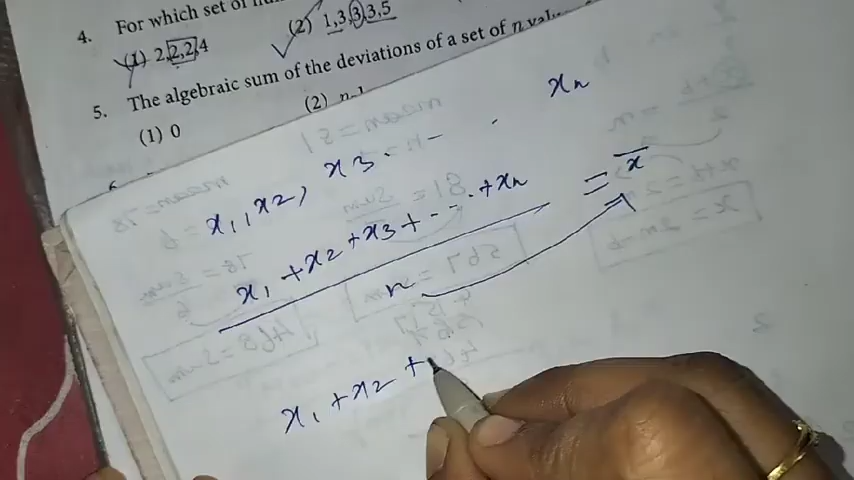 4. For which set of
(1) 2,2,2,4 (2) 1,3,3,3,5
5. The algebraic sum of the deviations of a set of n
(1) 0 (2) n-1
x₁, x₂, x₃ . - - . xₙ
x₁ + x₂ + x₃ + - - . . + xₙ = x̄
n
x₁ + x₂ +